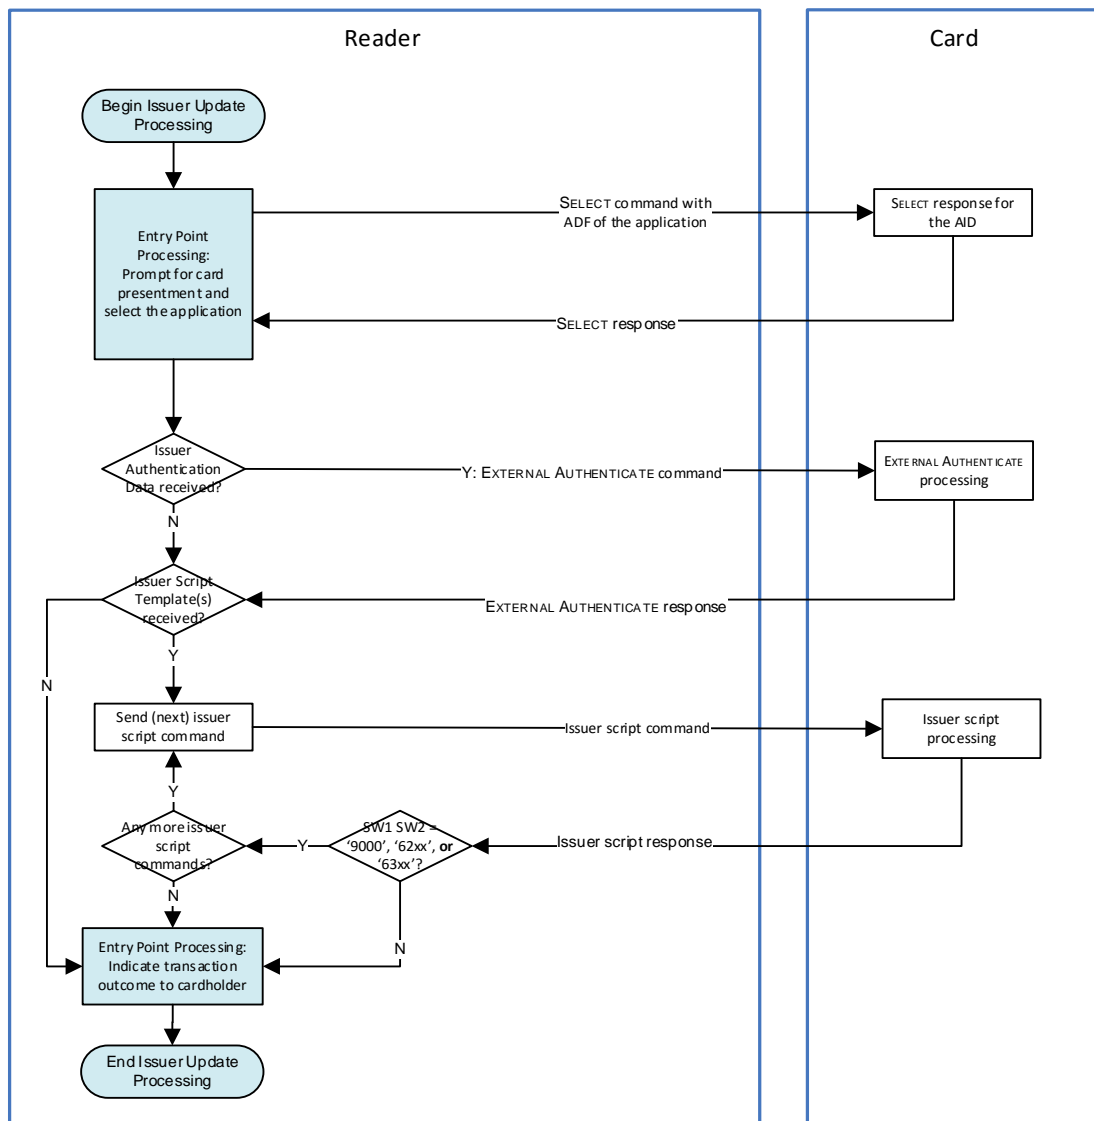 Reader
Card
Begin Issuer Update
Processing
Entry Point
Processing:
Prompt for card
presentment and
select the application
SELECT command with
ADF of the application
SELECT response for
the AID
SELECT response
Issuer
Authentication
Data received?
Y: EXTERNAL AUTHENTICATE command
EXTERNAL AUTHENTICATE
processing
N
Issuer Script
Template(s)
received?
EXTERNAL AUTHENTICATE response
Y
N
Send (next) issuer
script command
Issuer script command
Issuer script
processing
Y
Any more issuer
script
commands?
Y
SW1 SW2 =
‘9000’, ‘62xx’, or
‘63xx’?
Issuer script response
N
N
Entry Point Processing:
Indicate transaction
outcome to cardholder
End Issuer Update
Processing